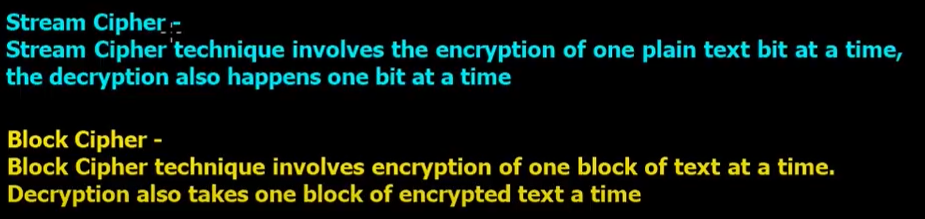 Stream Cipher -
Stream Cipher technique involves the encryption of one plain text bit at a time,
the decryption also happens one bit at a time
Block Cipher -
Block Cipher technique involves encryption of one block of text at a time.
Decryption also takes one block of encrypted text a time